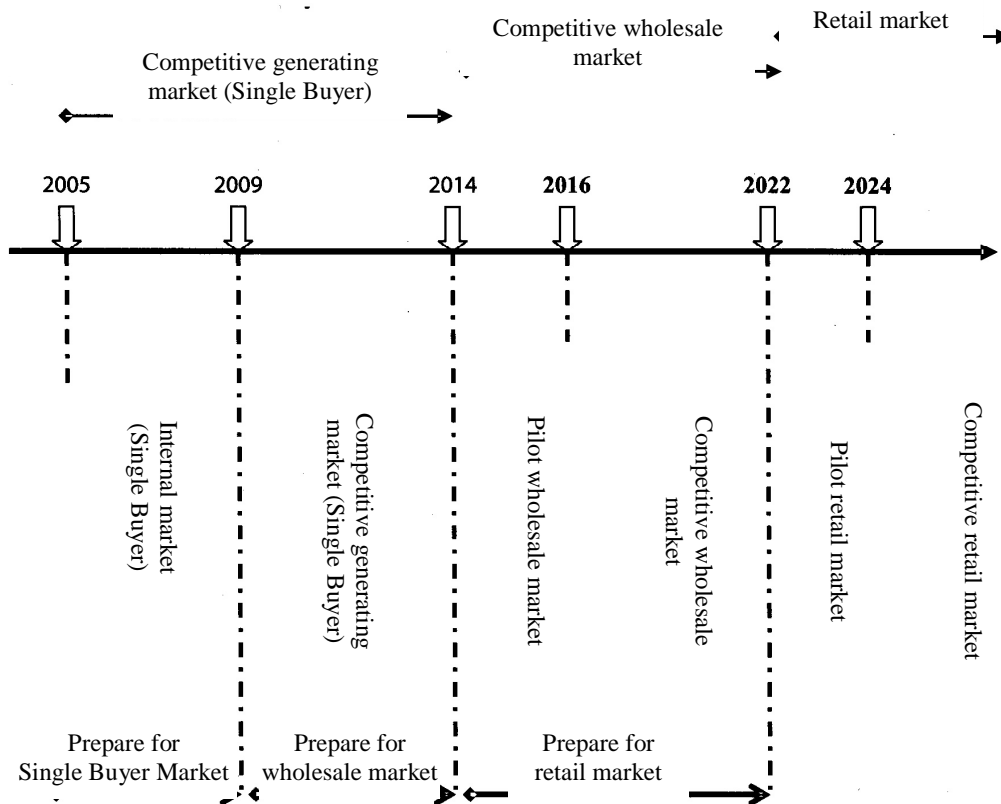 Competitive generating
market (Single Buyer)
Competitive wholesale
market
Retail market
2005
2009
2014
2016
2022
2024
Internal market
(Single Buyer)
Competitive generating
market (Single Buyer)
Pilot wholesale market
Competitive wholesale
market
Pilot retail market
Competitive retail market
Prepare for
Single Buyer Market
Prepare for
wholesale market
Prepare for
retail market